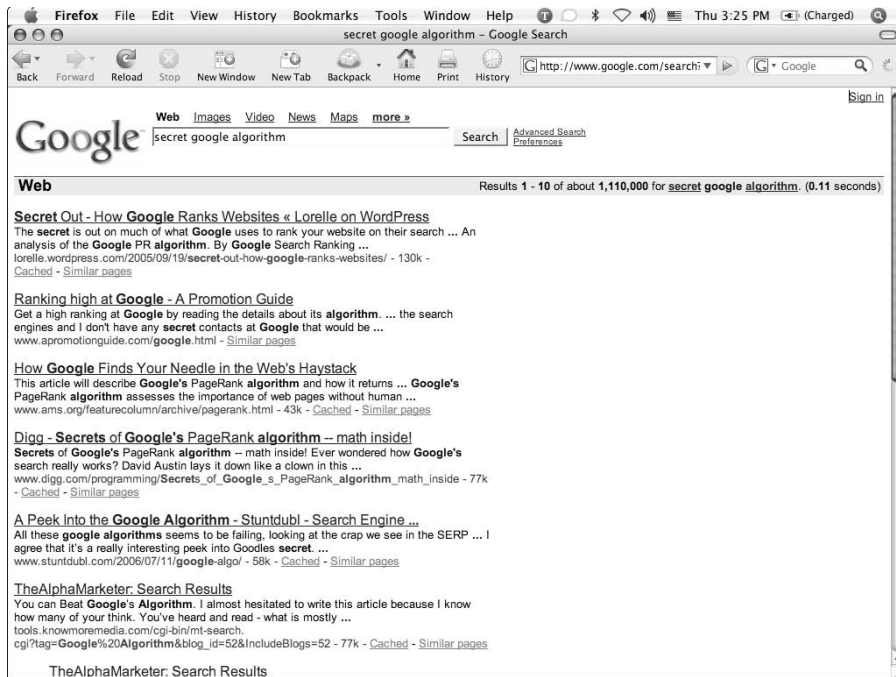 Firefox File Edit View History Bookmarks Tools Window Help Thu 3:25 PM (Charged)
secret google algorithm – Google Search
Back Forward Reload Stop New Window New Tab Backpack Home Print History http://www.google.com/search? Google
Sign in
Google
Web Images Video News Maps more »
secret google algorithm Search Advanced Search
Preferences
Web Results 1 - 10 of about 1,110,000 for secret google algorithm. (0.11 seconds)
Secret Out - How Google Ranks Websites « Lorelle on WordPress
The secret is out on much of what Google uses to rank your website on their search ... An
analysis of the Google PR algorithm. By Google Search Ranking ...
lorelle.wordpress.com/2005/09/19/secret-out-how-google-ranks-websites/ - 130k -
Cached - Similar pages
Ranking high at Google - A Promotion Guide
Get a high ranking at Google by reading the details about its algorithm. ... the search
engines and I don't have any secret contacts at Google that would be ...
www.apromotionguide.com/google.html - Similar pages
How Google Finds Your Needle in the Web's Haystack
This article will describe Google's PageRank algorithm and how it returns ... Google's
PageRank algorithm assesses the importance of web pages without human ...
www.ams.org/featurecolumn/archive/pagerank.html - 43k - Cached - Similar pages
Digg - Secrets of Google's PageRank algorithm -- math inside!
Secrets of Google's PageRank algorithm -- math inside! Ever wondered how Google's
search really works? David Austin lays it down like a clown in this ...
www.digg.com/programming/Secrets_of_Google_s_PageRank_algorithm_math_inside - 77k
- Cached - Similar pages
A Peek Into the Google Algorithm - Stuntdubl - Search Engine ...
All these google algorithms seems to be failing, looking at the crap we see in the SERP ... I
agree that it's a really interesting peek into Goodles secret. ...
www.stuntdubl.com/2006/07/11/google-algo/ - 58k - Cached - Similar pages
TheAlphaMarketer: Search Results
You can Beat Google's Algorithm. I almost hesitated to write this article because I know
how many of your think. You've heard and read - what is mostly ...
tools.knowmoremedia.com/cgi-bin/mt-search.
cgi?tag=Google%20Algorithm&blog_id=52&IncludeBlogs=52 - 77k - Cached - Similar pages
TheAlphaMarketer: Search Results